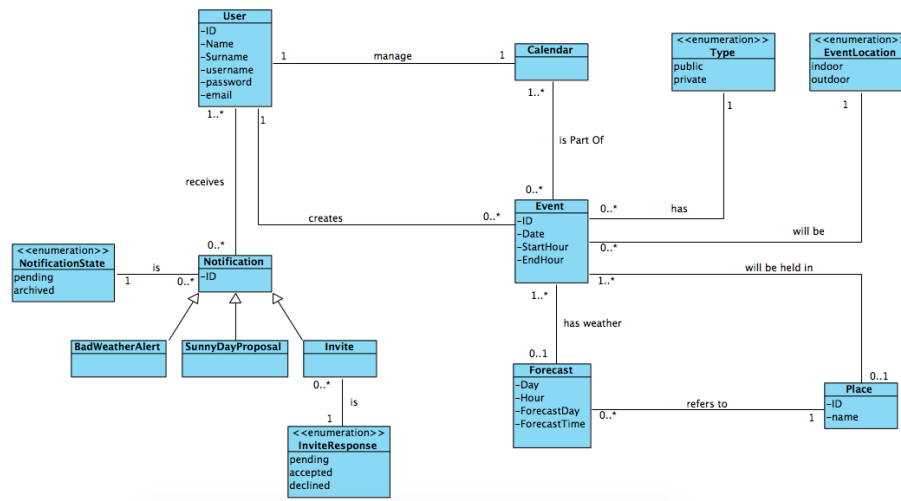 User
-ID
-Name
-Surname
-username
-password
-email
1
manage
1
Calendar
<<enumeration>>
Type
public
private
<<enumeration>>
EventLocation
indoor
outdoor
1..*
1
1..*
1
1
is Part Of
receives
creates
0..*
0..*
Event
-ID
-Date
-StartHour
-EndHour
0..*
has
0..*
will be
0..*
<<enumeration>>
NotificationState
pending
archived
1
is
0..*
Notification
-ID
1..*
will be held in
1..*
has weather
0..1
0..1
BadWeatherAlert
SunnyDayProposal
Invite
0..*
is
1
<<enumeration>>
InviteResponse
pending
accepted
declined
Forecast
-Day
-Hour
-ForecastDay
-ForecastTime
0..*
refers to
1
Place
-ID
-name